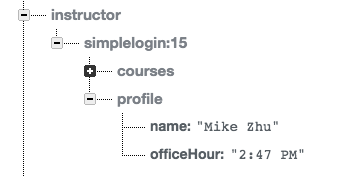 instructor
simplelogin:15
courses
profile
name: "Mike Zhu"
officeHour: "2:47 PM"